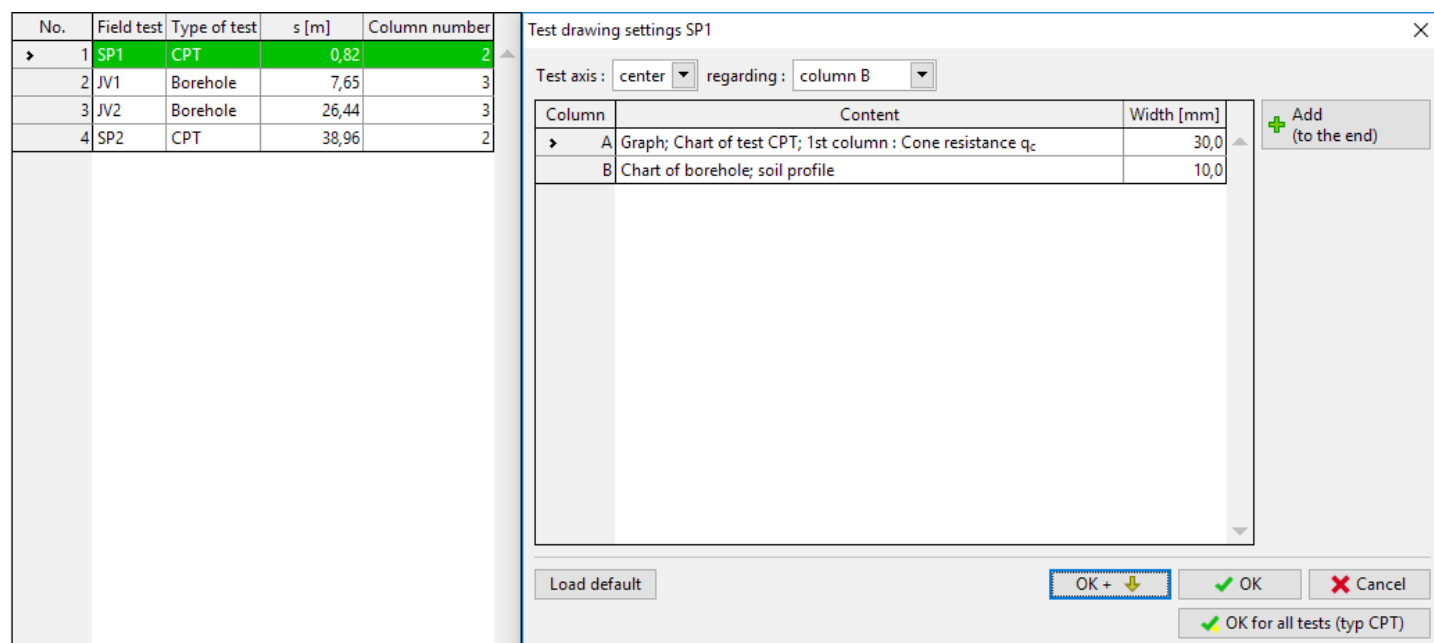 No. Field test Type of test s [m] Column number
1 SP1 CPT 0,82 2
2 JV1 Borehole 7,65 3
3 JV2 Borehole 26,44 3
4 SP2 CPT 38,96 2
Test drawing settings SP1
Test axis : center regarding : column B
Column Content Width [mm]
A Graph; Chart of test CPT; 1st column : Cone resistance qc 30,0
B Chart of borehole; soil profile 10,0
Add
(to the end)
Load default OK + OK Cancel
OK for all tests (typ CPT)